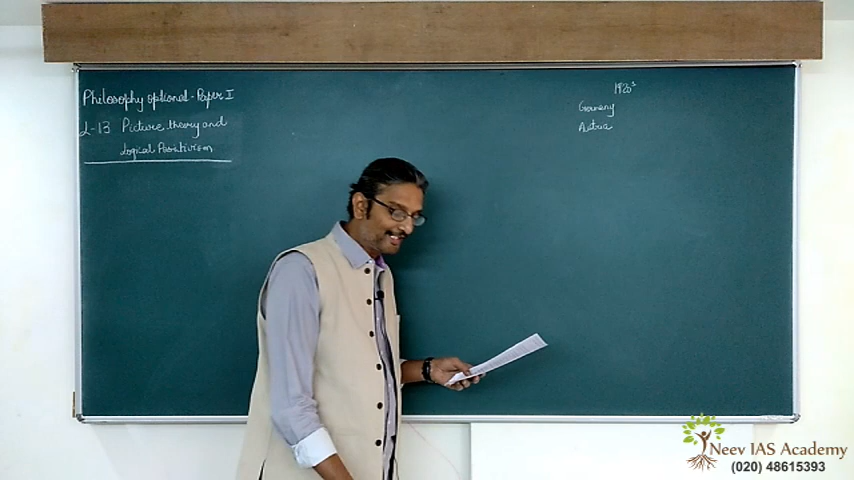 Philosophy optional - Paper I
L-13 Picture theory and
Logical Positivism
1920s
Germany
Austria
Neev IAS Academy
(020) 48615393